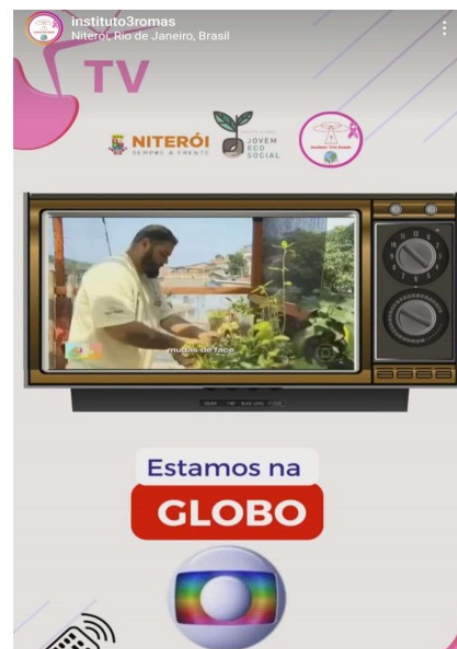 instituto3romas
Niterói, Rio de Janeiro, Brasil
TV
NITERÓI
SEMPRE À FRENTE
JOVEM
ECO
SOCIAL
mudas de face
Estamos na
GLOBO